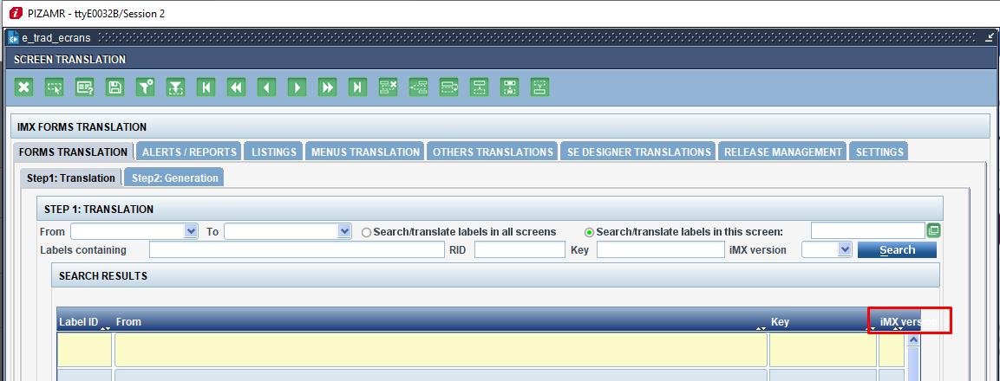 PIZAMR - ttyE0032B/Session 2
e_trad_ecrans
SCREEN TRANSLATION
IMX FORMS TRANSLATION
FORMS TRANSLATION ALERTS / REPORTS LISTINGS MENUS TRANSLATION OTHERS TRANSLATIONS SE DESIGNER TRANSLATIONS RELEASE MANAGEMENT SETTINGS
Step1: Translation Step2: Generation
STEP 1: TRANSLATION
From To Search/translate labels in all screens Search/translate labels in this screen:
Labels containing RID Key iMX version Search
SEARCH RESULTS
Label ID From Key iMX version